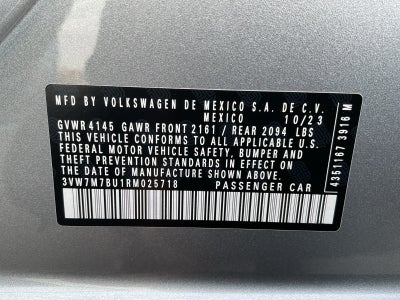 MFD BY VOLKSWAGEN DE MEXICO S.A. DE C.V.
MEXICO 10/23
GVWR 4145 GAWR FRONT 2161 / REAR 2094 LBS
THIS VEHICLE CONFORMS TO ALL APPLICABLE U.S.
FEDERAL MOTOR VEHICLE SAFETY, BUMPER AND
THEFT PREVENTION STANDARDS IN EFFECT ON
THE DATE OF MANUFACTURE SHOWN ABOVE.
3VW7M7BU1RM025718 PASSENGER CAR
4351167 3916 M